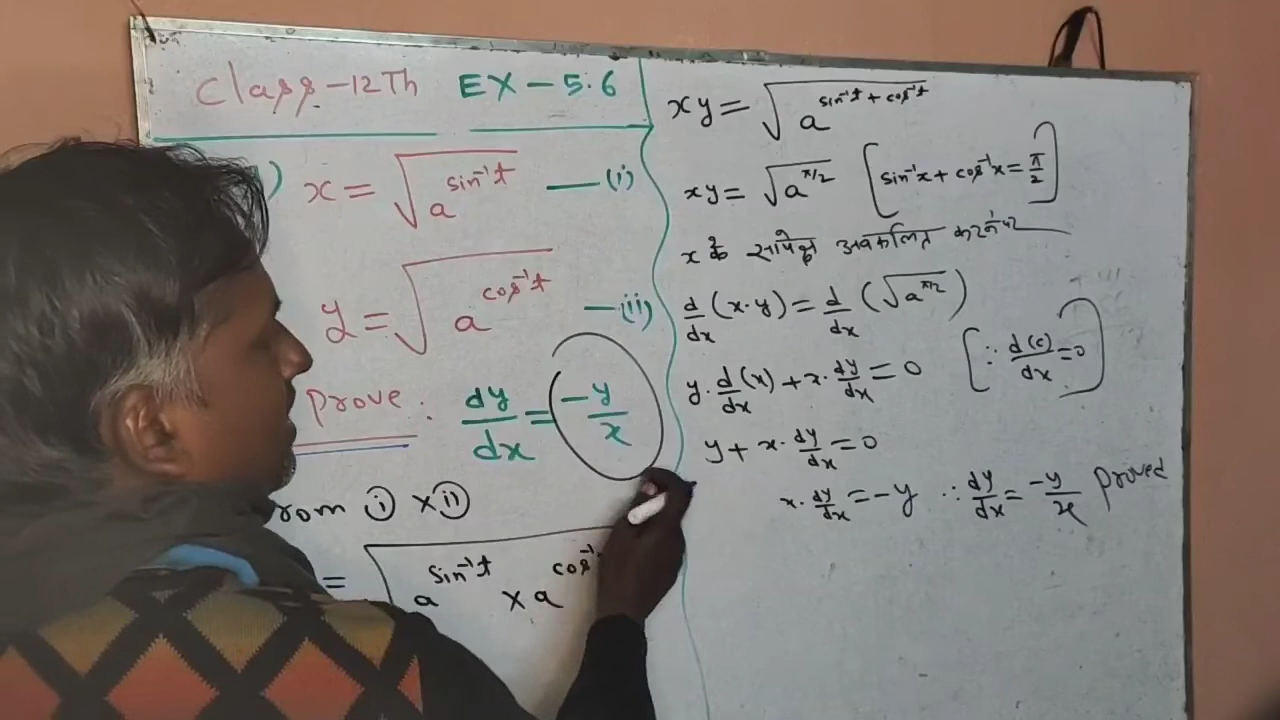 Class-12Th EX-5.6
) x = √a^(sin⁻¹t) —(i)
y = √a^(cos⁻¹t) —(ii)
Prove : dy/dx = -y/x
rom (i) × (ii)
= √a^(sin⁻¹t) × a^(cos⁻¹
xy = √a^(sin⁻¹t + cos⁻¹t)
xy = √a^(π/2) [sin⁻¹x + cos⁻¹x = π/2]
x के सापेक्ष अवकलित करने पर
d/dx (x·y) = d/dx (√a^(π/2))
y·d/dx(x) + x·dy/dx = 0 [∵ d(c)/dx = 0]
y + x·dy/dx = 0
x·dy/dx = -y ∴ dy/dx = -y/x Proved